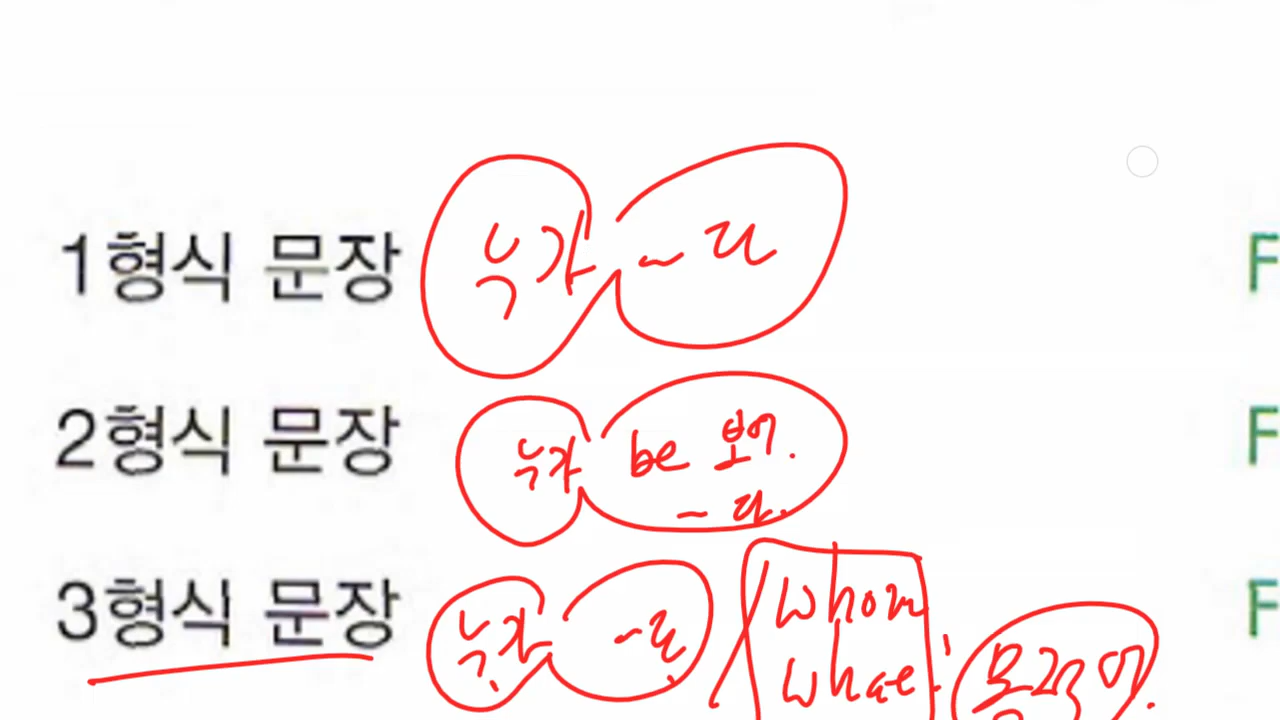 1형식 문장 누가 ~다 F
2형식 문장 누가 be 보어. F
~다.
3형식 문장 누가 ~다 whom F
what : 목적어.